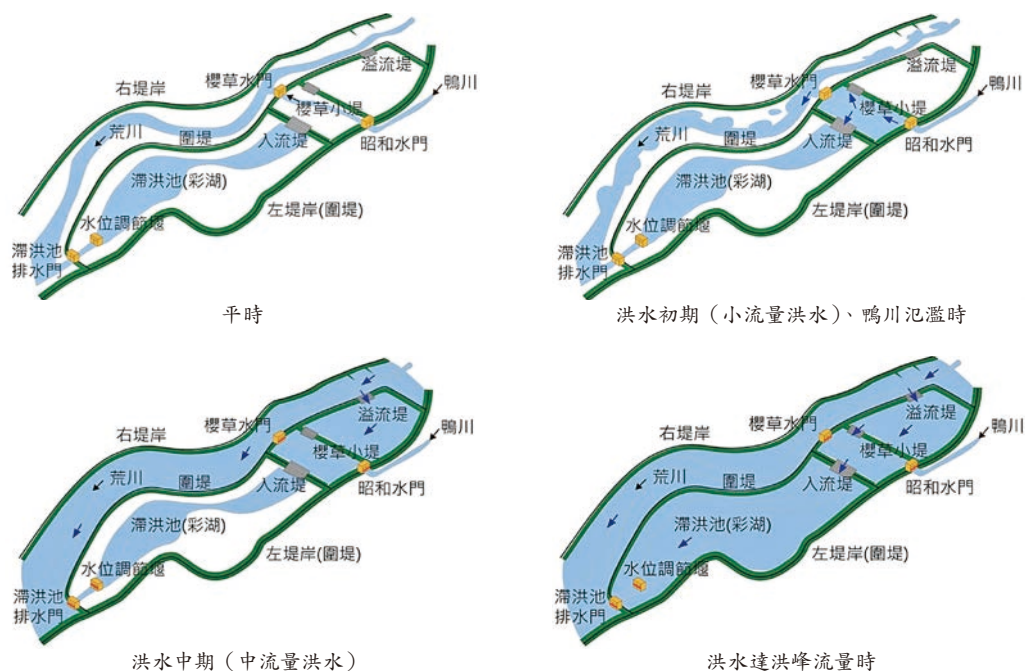 櫻草水門
溢流堤
鴨川
右堤岸
櫻草小堤
荒川
圍堤
入流堤
昭和水門
滯洪池(彩湖)
左堤岸(圍堤)
水位調節堰
滯洪池
排水門
平時
櫻草水門
溢流堤
鴨川
右堤岸
櫻草小堤
荒川
圍堤
入流堤
昭和水門
滯洪池(彩湖)
左堤岸(圍堤)
水位調節堰
滯洪池
排水門
洪水初期（小流量洪水）、鴨川氾濫時
溢流堤
櫻草水門
鴨川
右堤岸
櫻草小堤
荒川
圍堤
入流堤
昭和水門
滯洪池(彩湖)
左堤岸(圍堤)
水位調節堰
滯洪池
排水門
洪水中期（中流量洪水）
溢流堤
櫻草水門
鴨川
右堤岸
櫻草小堤
荒川
圍堤
入流堤
昭和水門
滯洪池(彩湖)
左堤岸(圍堤)
水位調節堰
滯洪池
排水門
洪水達洪峰流量時